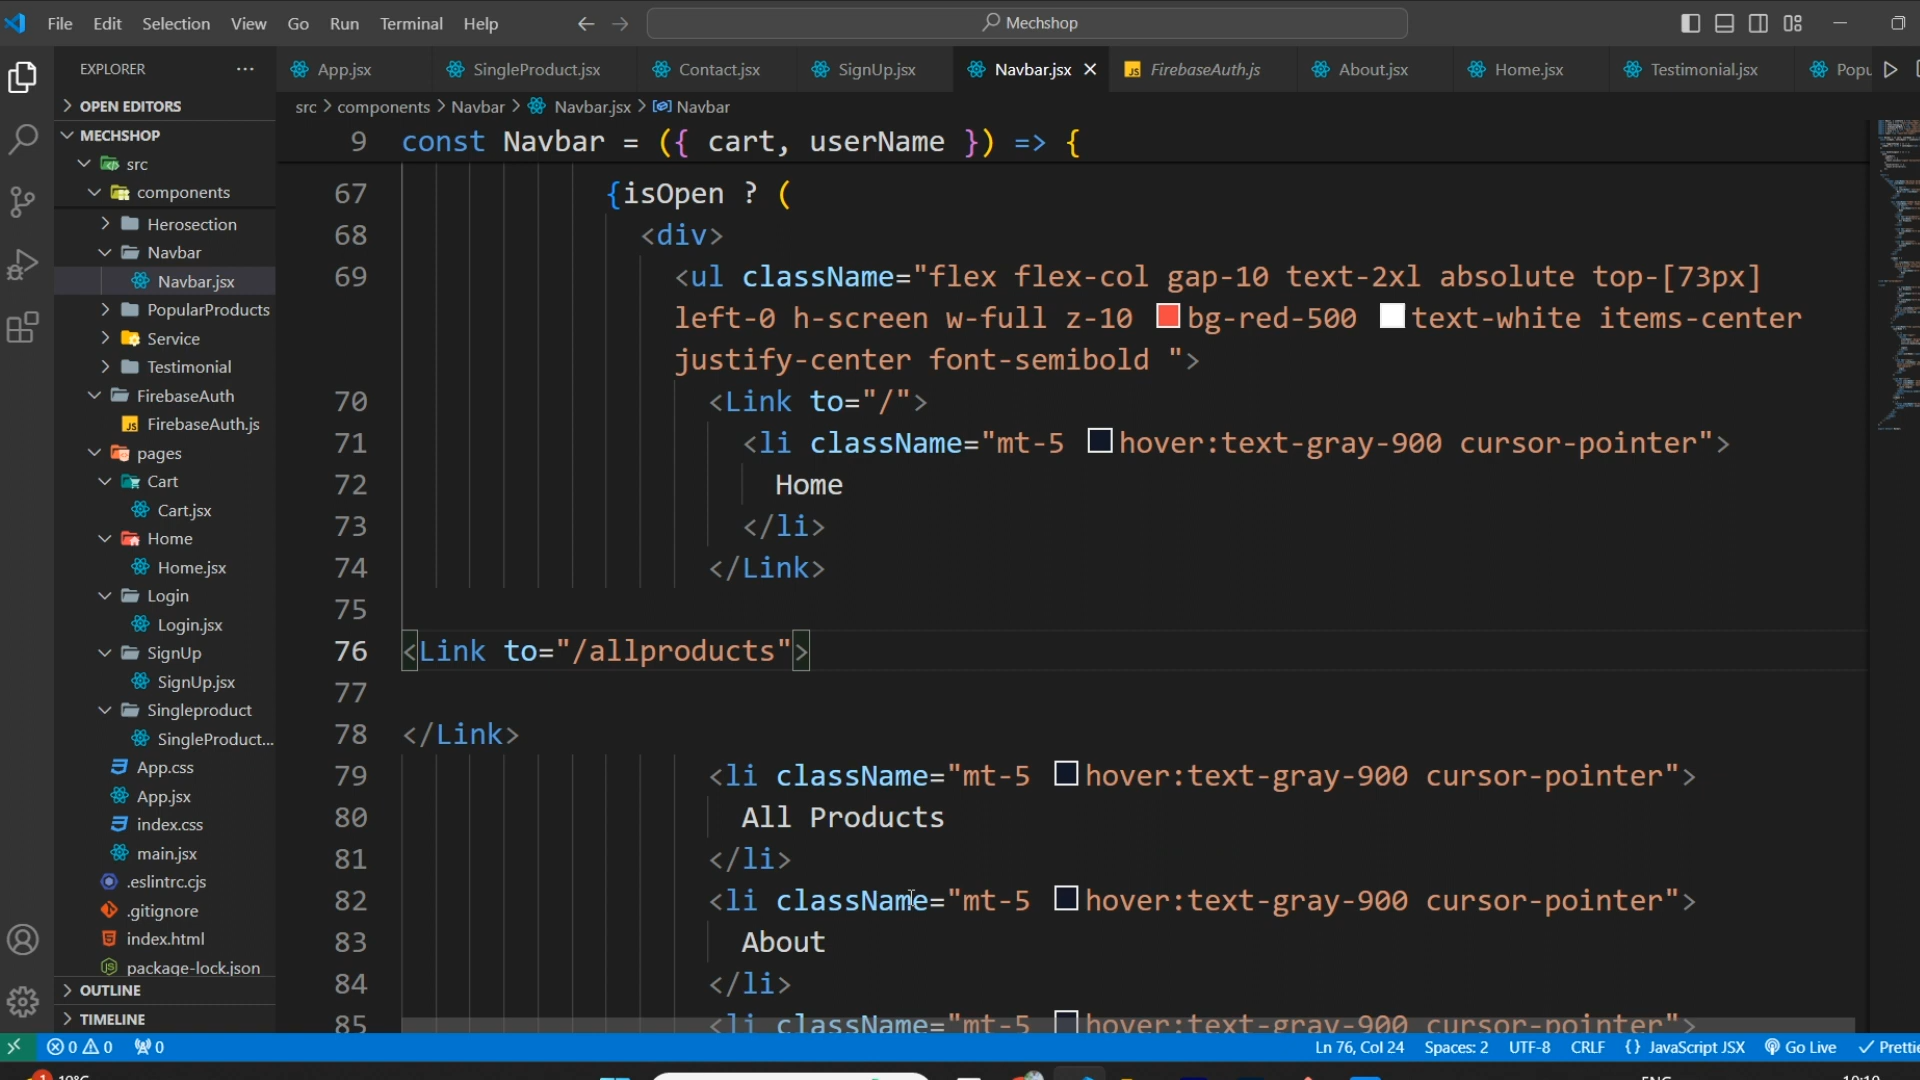 File Edit Selection View Go Run Terminal Help
Mechshop
EXPLORER
App.jsx SingleProduct.jsx Contact.jsx SignUp.jsx Navbar.jsx FirebaseAuth.js About.jsx Home.jsx Testimonial.jsx Popu
OPEN EDITORS
MECHSHOP
src
components
Herosection
Navbar
Navbar.jsx
PopularProducts
Service
Testimonial
FirebaseAuth
FirebaseAuth.js
pages
Cart
Cart.jsx
Home
Home.jsx
Login
Login.jsx
SignUp
SignUp.jsx
Singleproduct
SingleProduct...
App.css
App.jsx
index.css
main.jsx
.eslintrc.cjs
.gitignore
index.html
package-lock.json
OUTLINE
TIMELINE
src > components > Navbar > Navbar.jsx > Navbar
9 const Navbar = ({ cart, userName }) => {
67 {isOpen ? (
68 <div>
69 <ul className="flex flex-col gap-10 text-2xl absolute top-[73px]
left-0 h-screen w-full z-10 bg-red-500 text-white items-center
justify-center font-semibold ">
70 <Link to="/">
71 <li className="mt-5 hover:text-gray-900 cursor-pointer">
72 Home
73 </li>
74 </Link>
75
76 <Link to="/allproducts">
77
78 </Link>
79 <li className="mt-5 hover:text-gray-900 cursor-pointer">
80 All Products
81 </li>
82 <li className="mt-5 hover:text-gray-900 cursor-pointer">
83 About
84 </li>
85 <li className="mt-5 hover:text-gray-900 cursor-pointer">
0 0 0 Ln 76, Col 24 Spaces: 2 UTF-8 CRLF {} JavaScript JSX Go Live Prettie